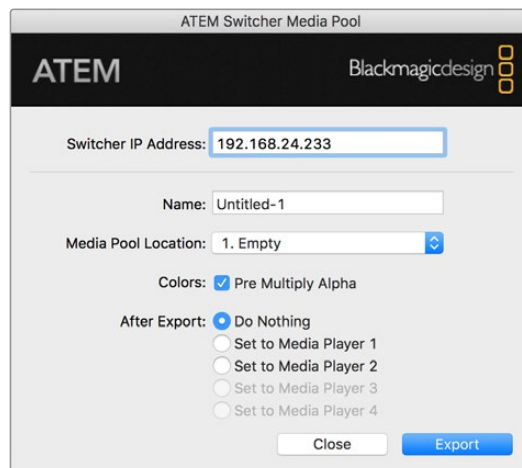 ATEM Switcher Media Pool
ATEM
Blackmagicdesign
Switcher IP Address: 192.168.24.233
Name: Untitled-1
Media Pool Location: 1. Empty
Colors: Pre Multiply Alpha
After Export: Do Nothing
Set to Media Player 1
Set to Media Player 2
Set to Media Player 3
Set to Media Player 4
Close Export